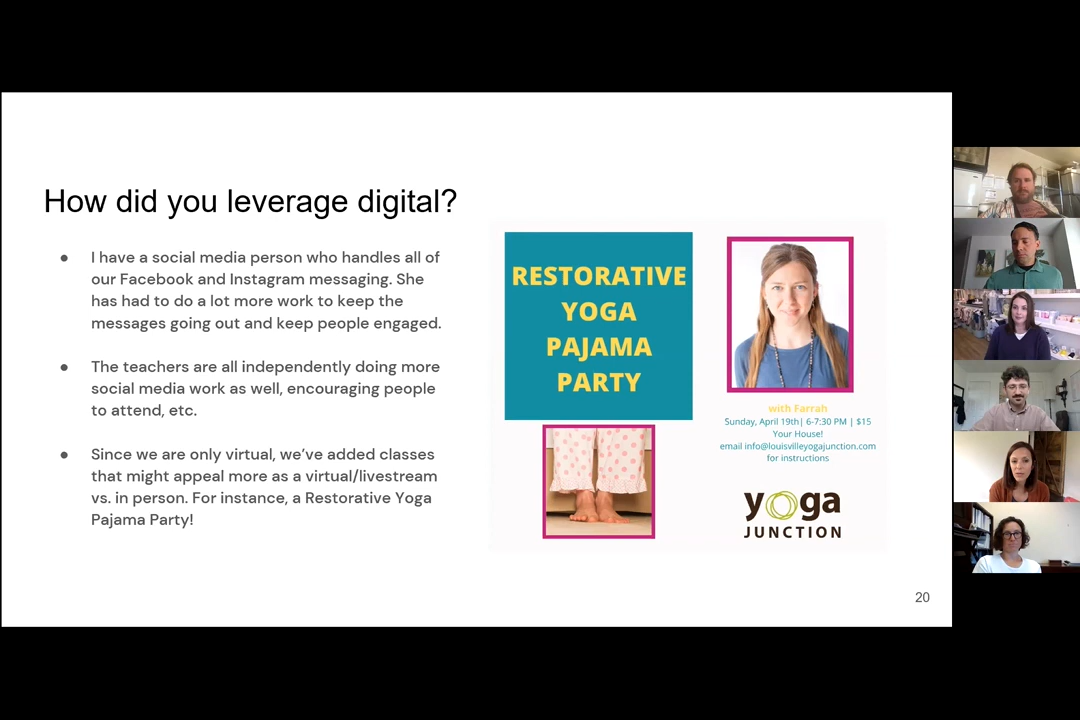 How did you leverage digital?
● I have a social media person who handles all of
our Facebook and Instagram messaging. She
has had to do a lot more work to keep the
messages going out and keep people engaged.
● The teachers are all independently doing more
social media work as well, encouraging people
to attend, etc.
● Since we are only virtual, we’ve added classes
that might appeal more as a virtual/livestream
vs. in person. For instance, a Restorative Yoga
Pajama Party!
RESTORATIVE
YOGA
PAJAMA
PARTY
with Farrah
Sunday, April 19th| 6-7:30 PM | $15
Your House!
email info@louisvilleyogajunction.com
for instructions
yoga
JUNCTION
20